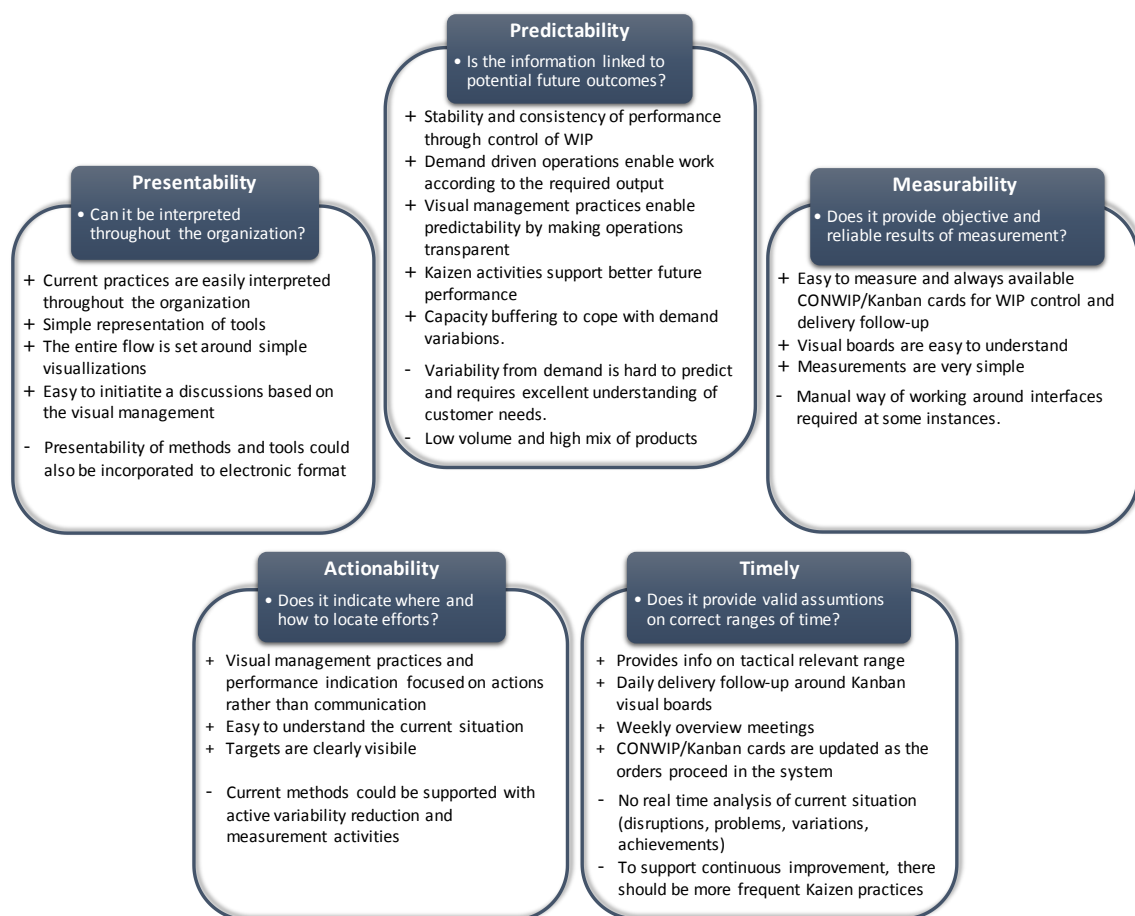 Predictability
• Is the information linked to
potential future outcomes?
+ Stability and consistency of performance
through control of WIP
+ Demand driven operations enable work
according to the required output
+ Visual management practices enable
predictability by making operations
transparent
+ Kaizen activities support better future
performance
+ Capacity buffering to cope with demand
variabions.
- Variability from demand is hard to predict
and requires excellent understanding of
customer needs.
- Low volume and high mix of products
Presentability
• Can it be interpreted
throughout the organization?
+ Current practices are easily interpreted
throughout the organization
+ Simple representation of tools
+ The entire flow is set around simple
visuallizations
+ Easy to initiatite a discussions based on
the visual management
- Presentability of methods and tools could
also be incorporated to electronic format
Measurability
• Does it provide objective and
reliable results of measurement?
+ Easy to measure and always available
CONWIP/Kanban cards for WIP control and
delivery follow-up
+ Visual boards are easy to understand
+ Measurements are very simple
- Manual way of working around interfaces
required at some instances.
Actionability
• Does it indicate where and
how to locate efforts?
+ Visual management practices and
performance indication focused on actions
rather than communication
+ Easy to understand the current situation
+ Targets are clearly visibile
- Current methods could be supported with
active variability reduction and
measurement activities
Timely
• Does it provide valid assumtions
on correct ranges of time?
+ Provides info on tactical relevant range
+ Daily delivery follow-up around Kanban
visual boards
+ Weekly overview meetings
+ CONWIP/Kanban cards are updated as the
orders proceed in the system
- No real time analysis of current situation
(disruptions, problems, variations,
achievements)
- To support continuous improvement, there
should be more frequent Kaizen practices